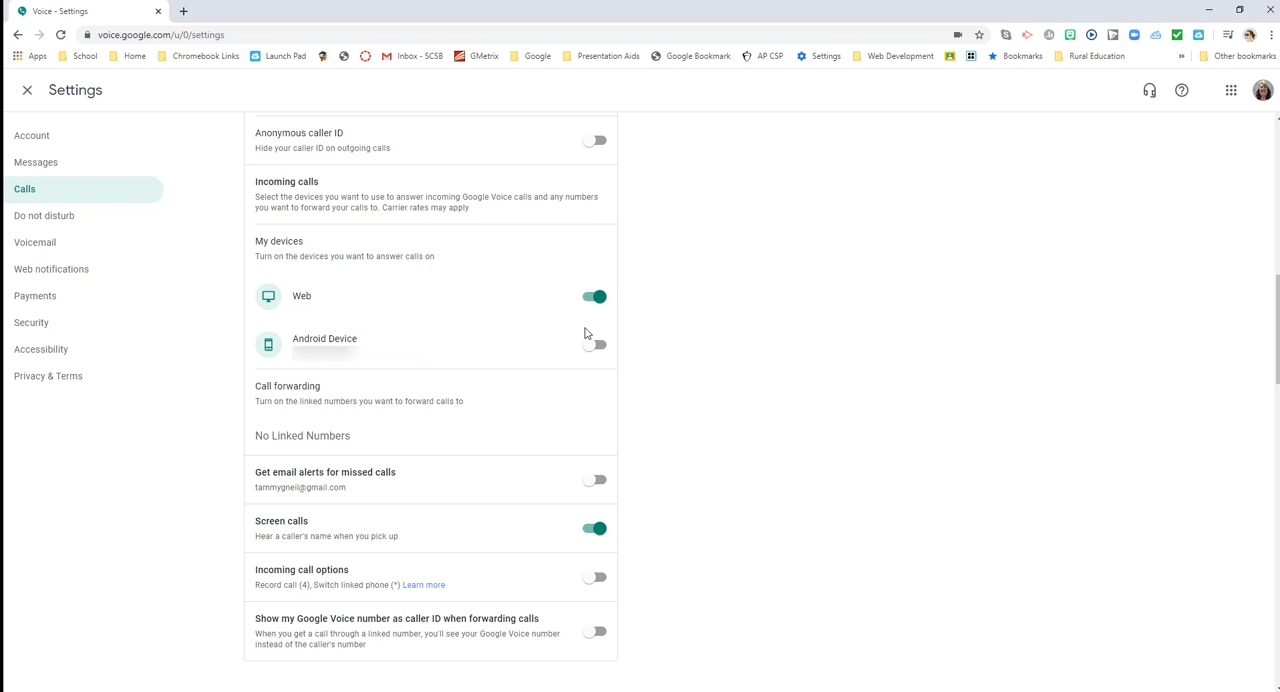 Voice - Settings
voice.google.com/u/0/settings
Apps School Home Chromebook Links Launch Pad Inbox - SCSB GMetrix Google Presentation Aids Google Bookmark AP CSP Settings Web Development Bookmarks Rural Education » Other bookmarks
Settings
Account
Messages
Calls
Do not disturb
Voicemail
Web notifications
Payments
Security
Accessibility
Privacy & Terms
Anonymous caller ID
Hide your caller ID on outgoing calls
Incoming calls
Select the devices you want to use to answer incoming Google Voice calls and any numbers
you want to forward your calls to. Carrier rates may apply
My devices
Turn on the devices you want to answer calls on
Web
Android Device
Call forwarding
Turn on the linked numbers you want to forward calls to
No Linked Numbers
Get email alerts for missed calls
tammygneil@gmail.com
Screen calls
Hear a caller's name when you pick up
Incoming call options
Record call (4), Switch linked phone (*) Learn more
Show my Google Voice number as caller ID when forwarding calls
When you get a call through a linked number, you'll see your Google Voice number
instead of the caller's number